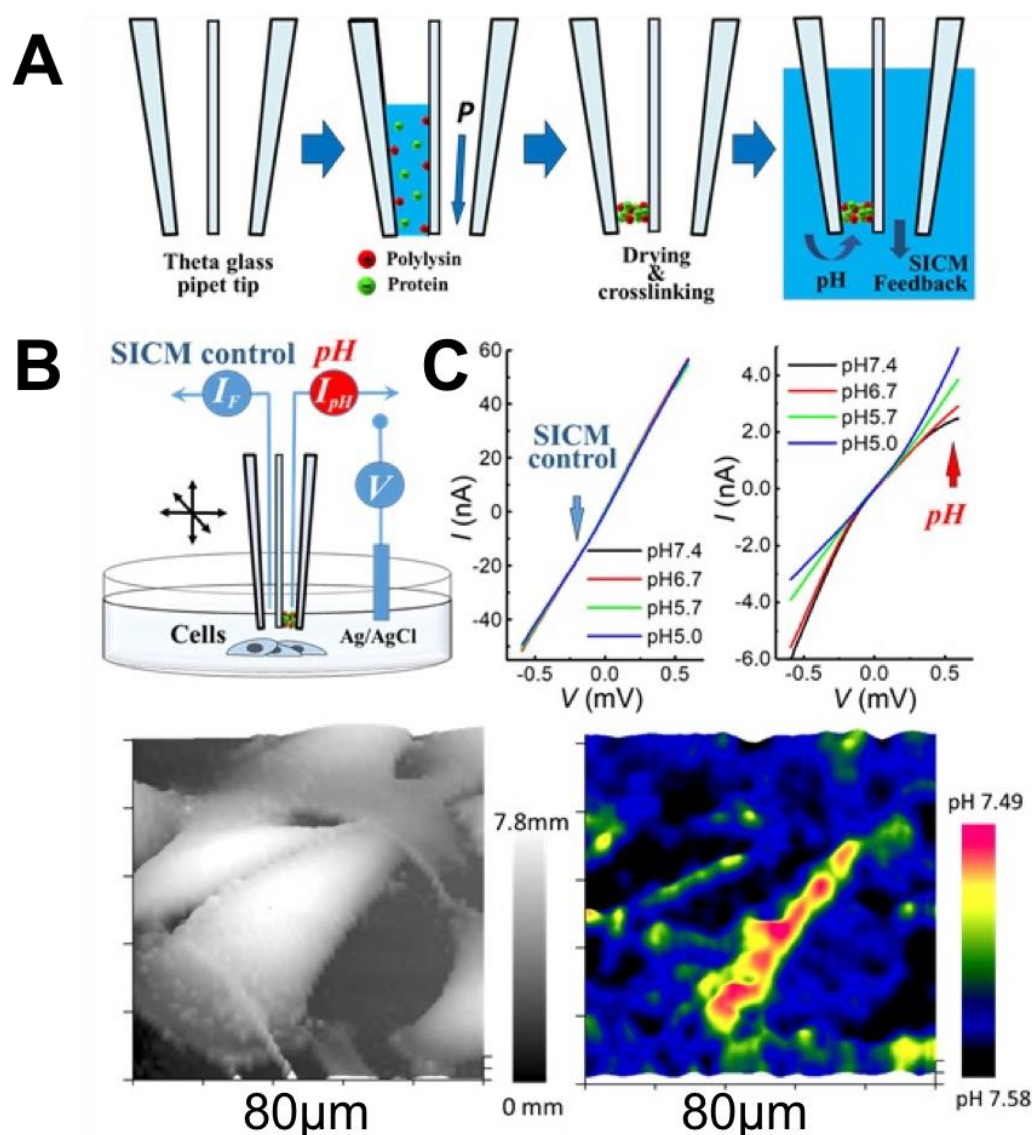 A
P
Theta glass
pipet tip
Polylysin
Protein
Drying
&
crosslinking
pH
SICM
Feedback
B
SICM control
pH
I_F
I_pH
V
Cells
Ag/AgCl
C
60
40
20
0
-20
-40
I (nA)
SICM
control
pH7.4
pH6.7
pH5.7
pH5.0
-0.5 0.0 0.5
V (mV)
4.0
2.0
0.0
-2.0
-4.0
-6.0
I (nA)
pH7.4
pH6.7
pH5.7
pH5.0
pH
-0.5 0.0 0.5
V (mV)
7.8mm
0 mm
80µm
pH 7.49
pH 7.58
80µm